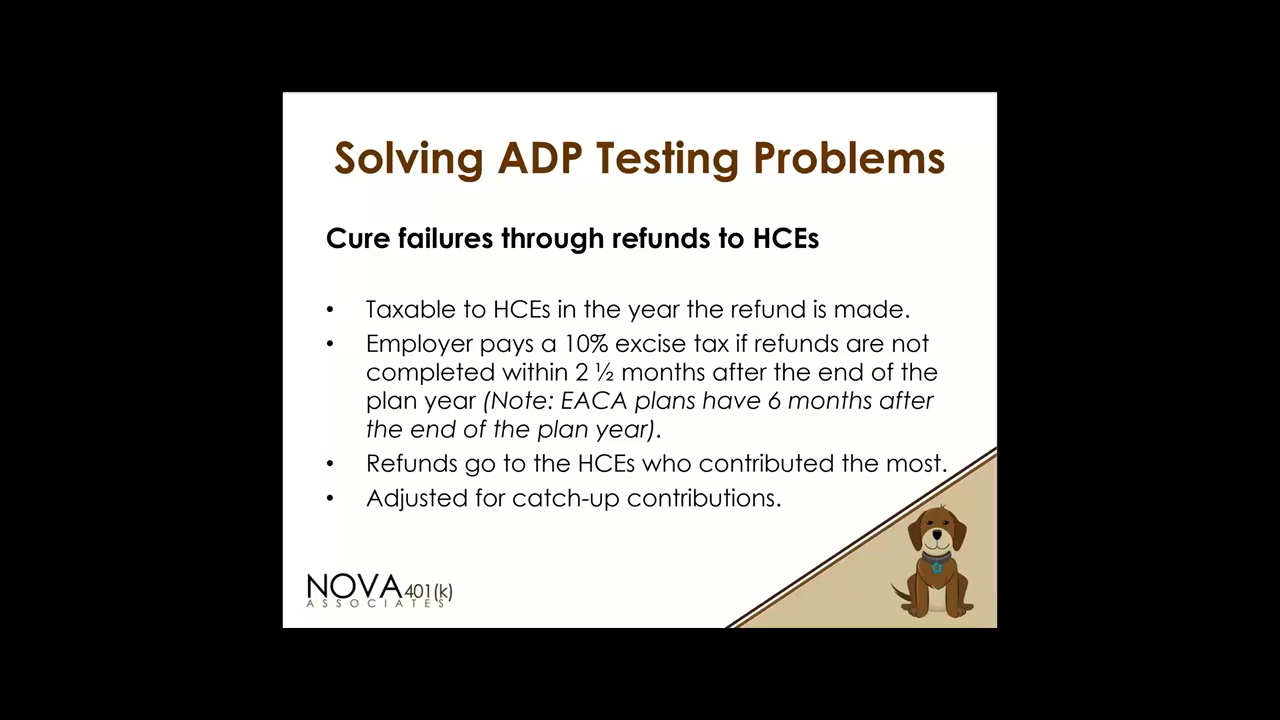 Solving ADP Testing Problems
Cure failures through refunds to HCEs
• Taxable to HCEs in the year the refund is made.
• Employer pays a 10% excise tax if refunds are not
completed within 2 ½ months after the end of the
plan year (Note: EACA plans have 6 months after
the end of the plan year).
• Refunds go to the HCEs who contributed the most.
• Adjusted for catch-up contributions.
NOVA 401(k)
ASSOCIATES